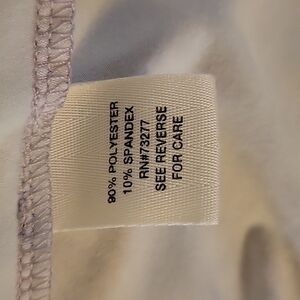 90% POLYESTER
10% SPANDEX
RN#73277
SEE REVERSE
FOR CARE